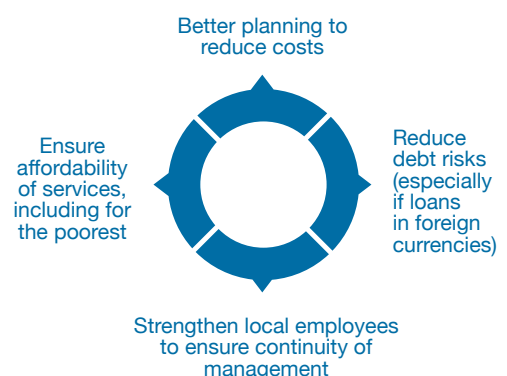 Better planning to
reduce costs
Ensure
affordability
of services,
including for
the poorest
Reduce
debt risks
(especially
if loans
in foreign
currencies)
Strengthen local employees
to ensure continuity of
management